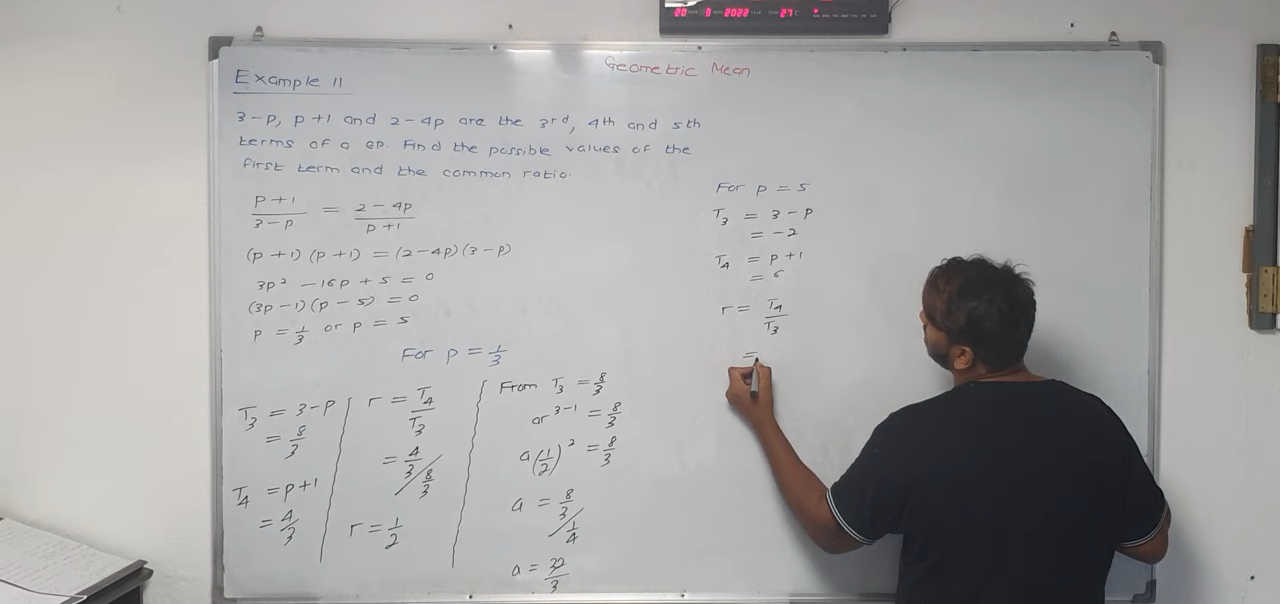 20 9 2022 27 C
Geometric Mean
Example 11
3-p, p+1 and 2-4p are the 3rd, 4th and 5th
terms of a GP. Find the possible values of the
first term and the common ratio.
p+1/3-p = 2-4p/p+1
(p+1)(p+1) = (2-4p)(3-p)
3p² - 16p + 5 = 0
(3p-1)(p-5) = 0
p = 1/3 or p = 5
For p = 1/3
T₃ = 3-p
= 8/3
T₄ = p+1
= 4/3
r = T₄/T₃
= 4/3 / 8/3
r = 1/2
From T₃ = 8/3
ar³⁻¹ = 8/3
a(1/2)² = 8/3
a = 8/3 / 1/4
a = 32/3
For p = 5
T₃ = 3-p
= -2
T₄ = p+1
= 6
r = T₄/T₃
=